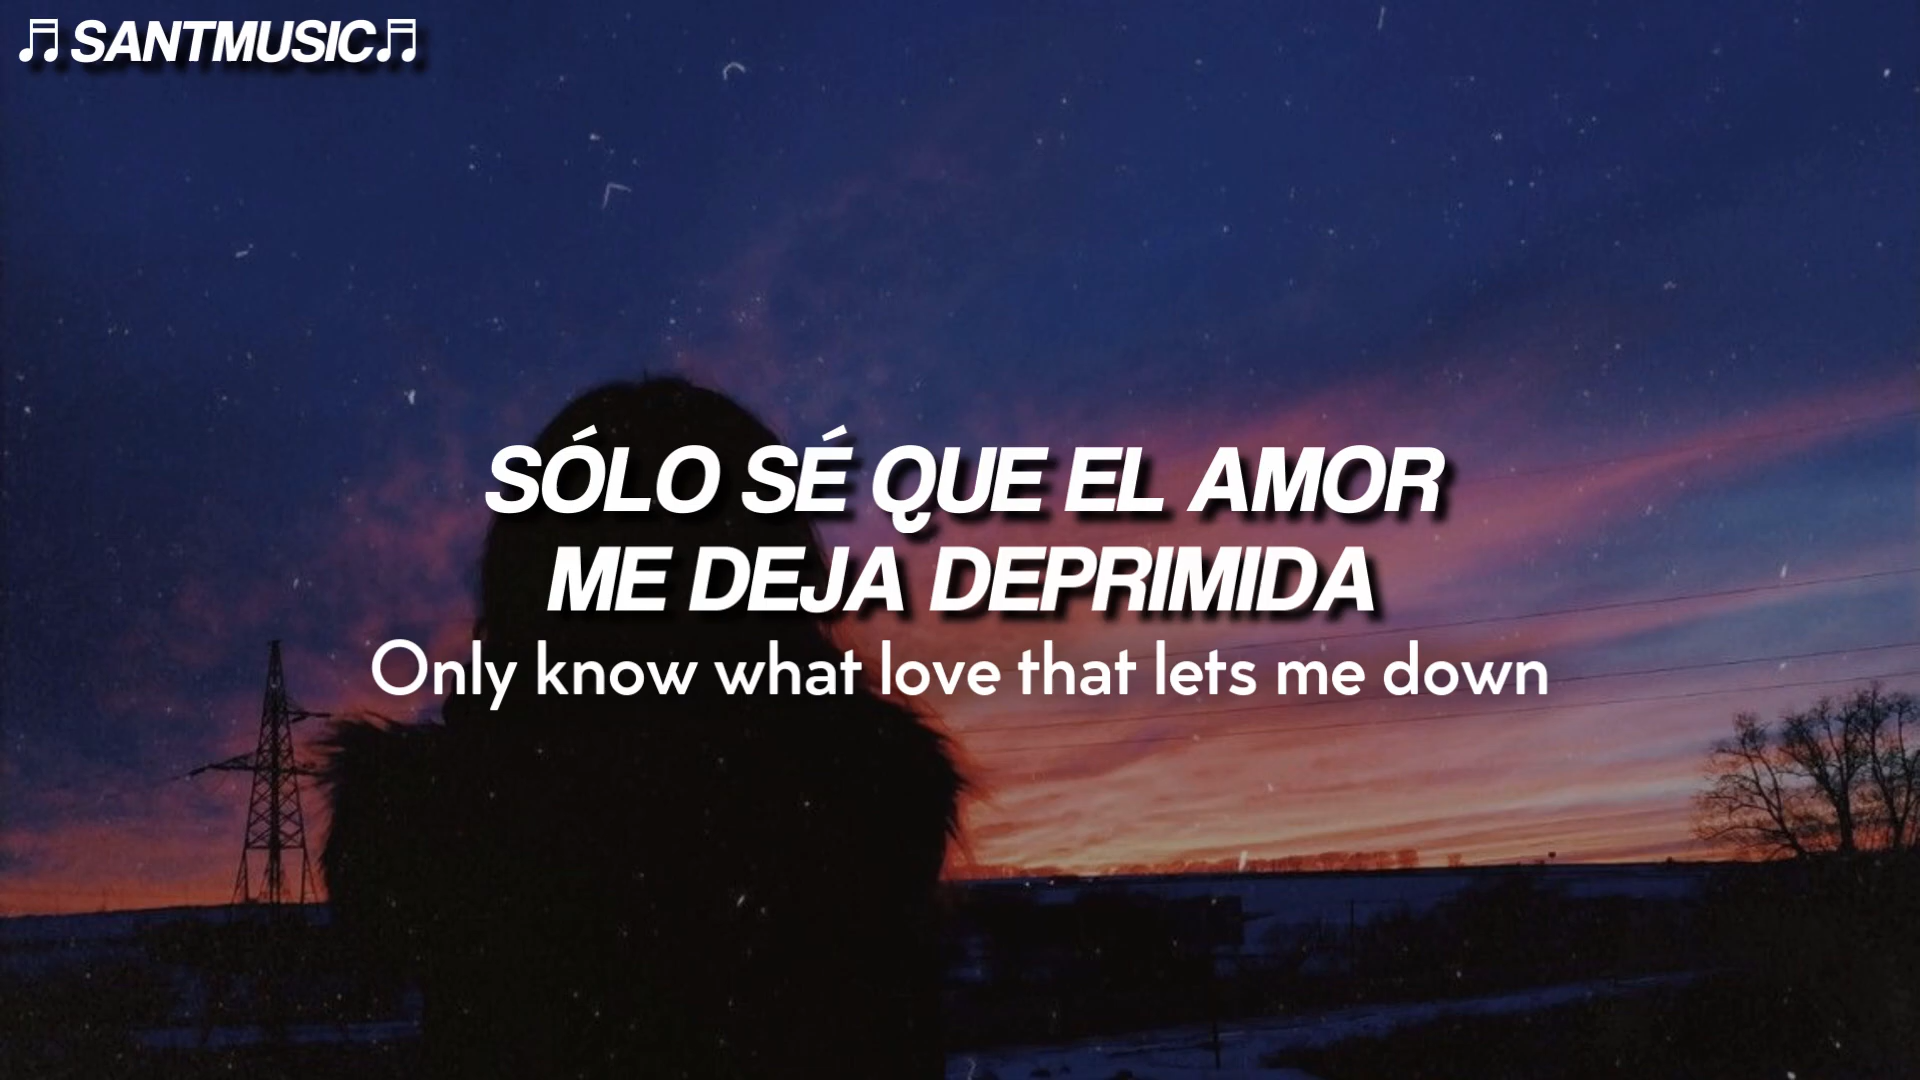 ♫SANTMUSIC♫
SÓLO SÉ QUE EL AMOR
ME DEJA DEPRIMIDA
Only know what love that lets me down